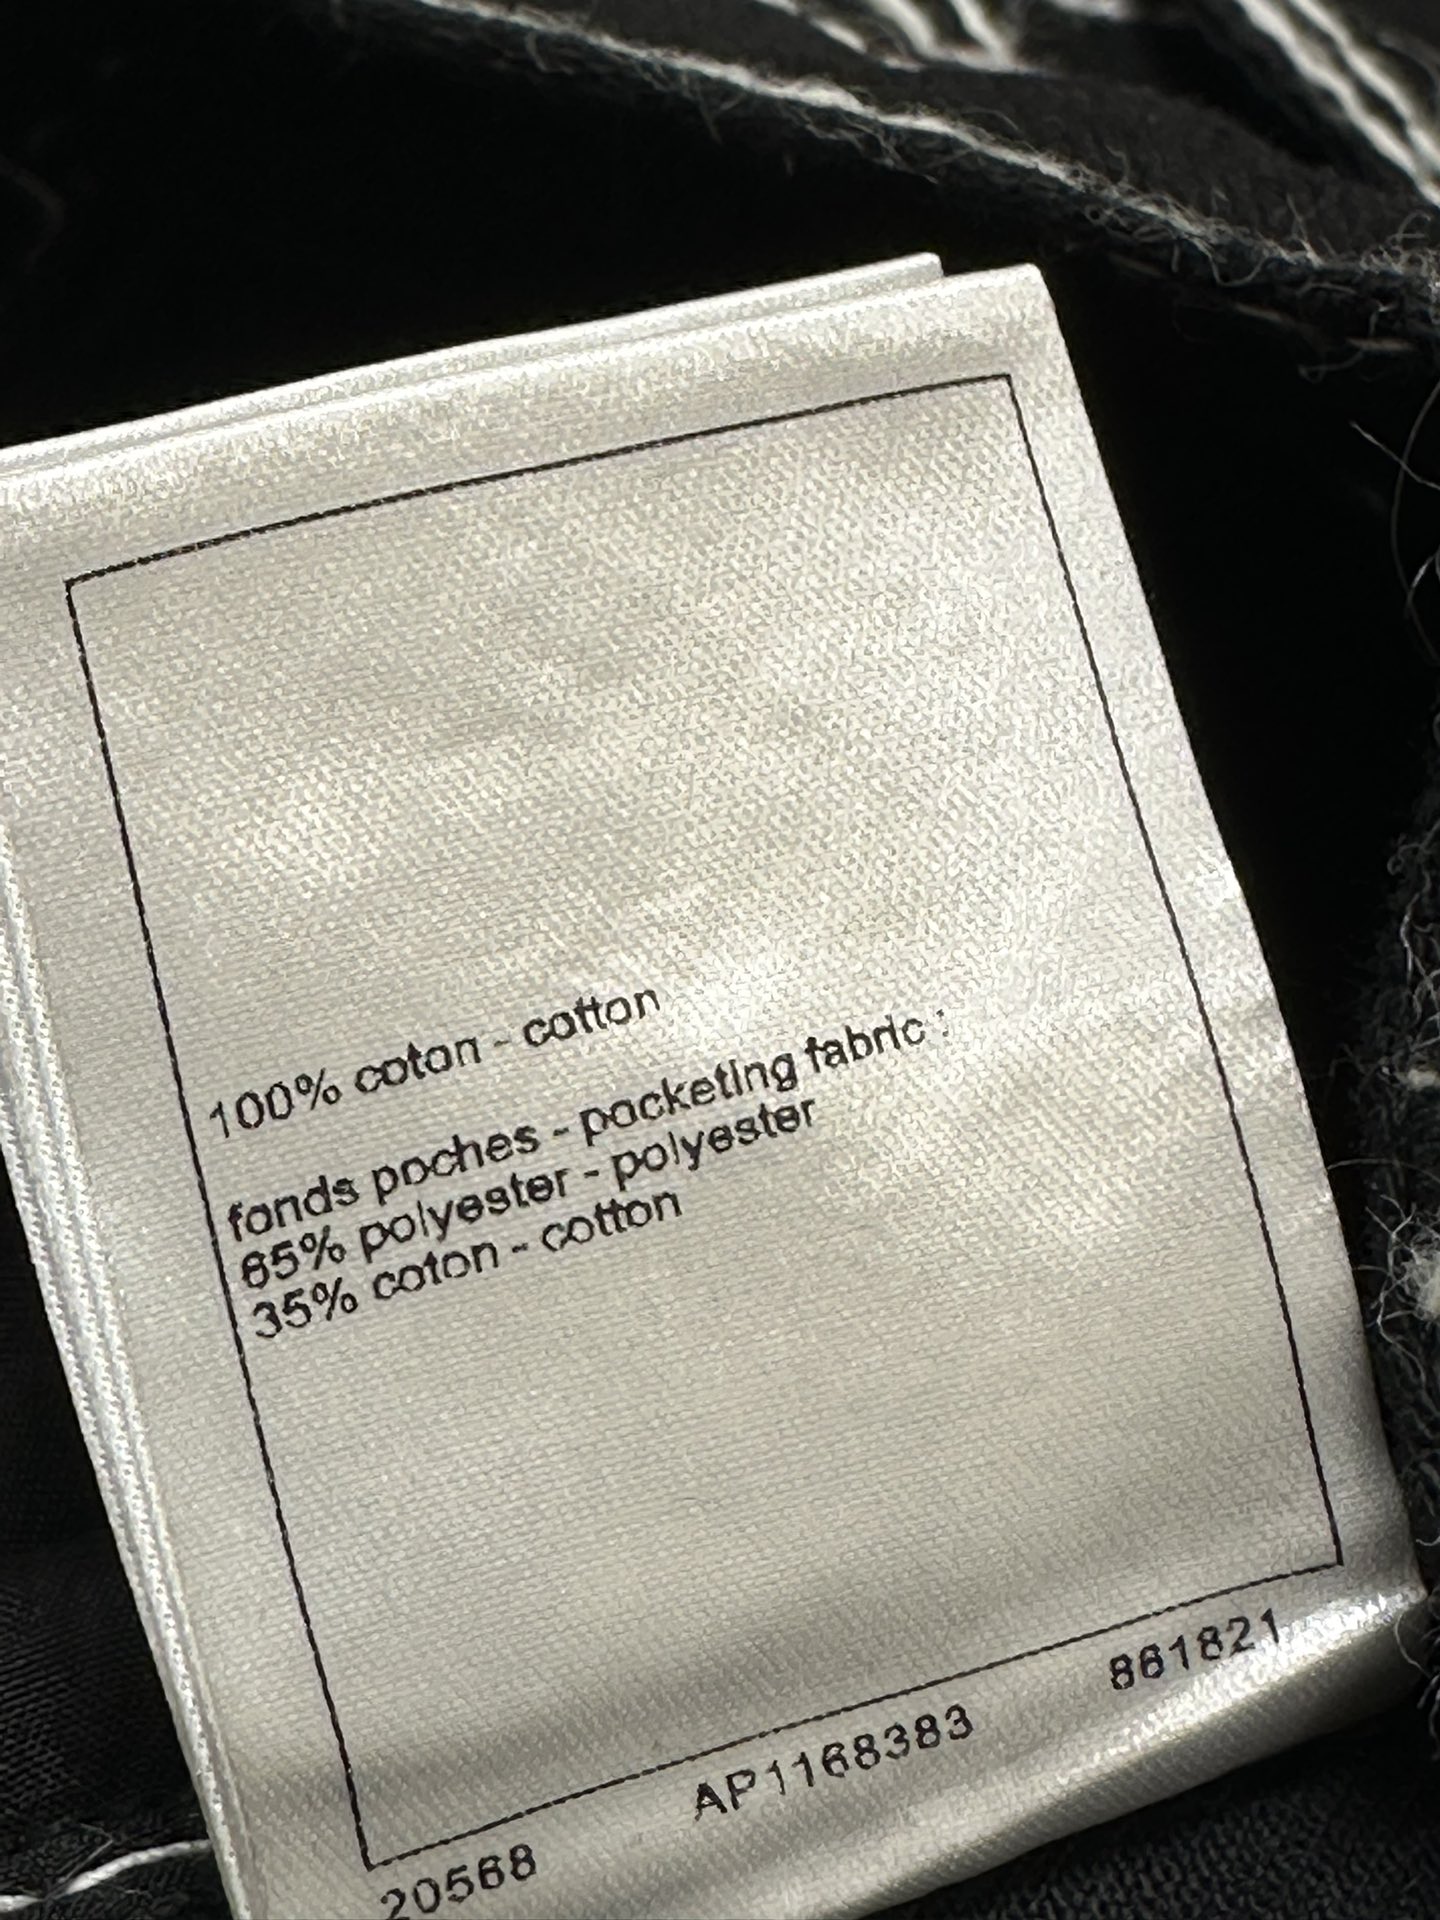 100% coton - cotton
fonds poches - pocketing fabric :
65% polyester - polyester
35% coton - cotton
20568 AP1168383 861821